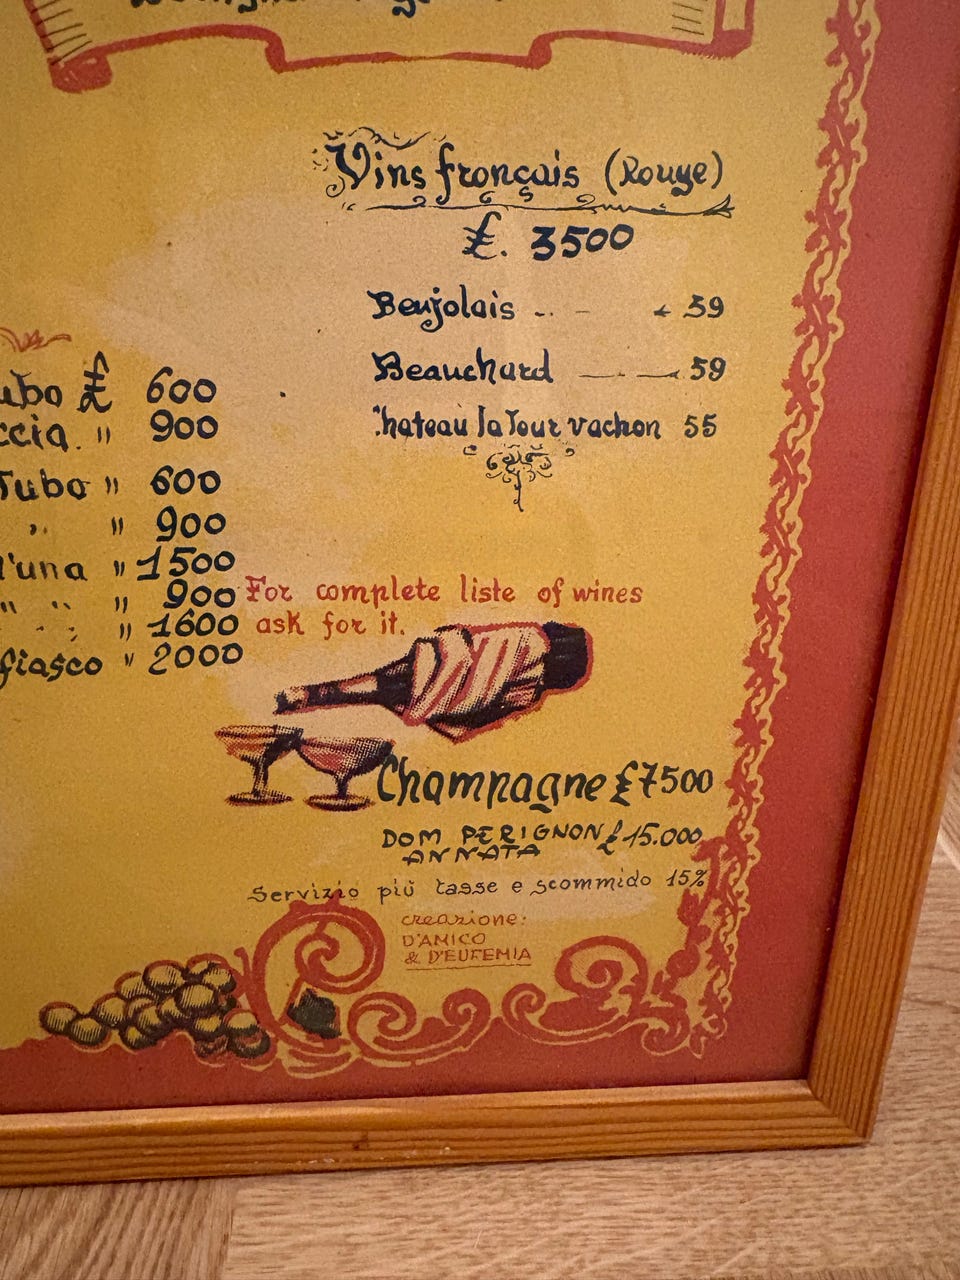 Vins français (Rouge)
£. 3500
Beujolais .. - " 59
Beauchard 59
hateau la Tour vachon 55
ubo £ 600
ccia. " 900
Tubo " 600
" " 900
l'una " 1500
" " " 900
" " 1600
fiasco " 2000
For complete liste of wines
ask for it.
Champagne £7500
DOM PERIGNON £15.000
ANNATA
Servizio più tasse e scommido 15%
creazione:
D'AMICO
& D'EUFEMIA